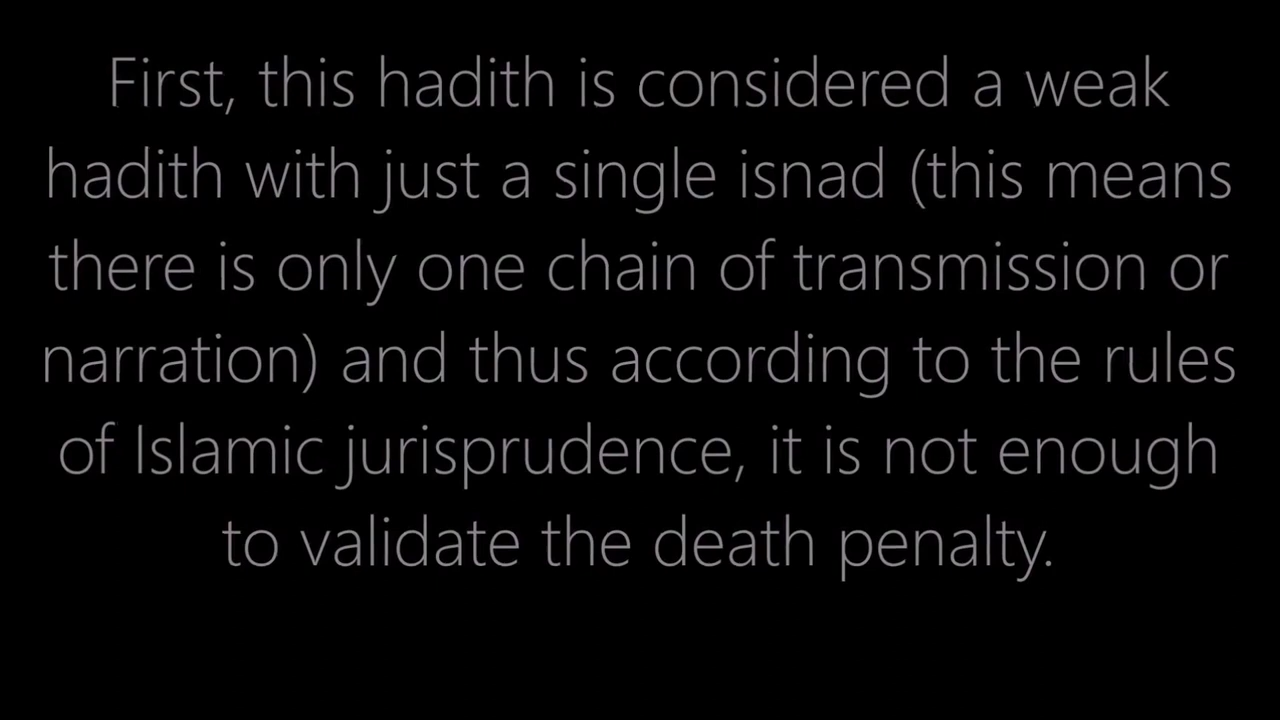 First, this hadith is considered a weak
hadith with just a single isnad (this means
there is only one chain of transmission or
narration) and thus according to the rules
of Islamic jurisprudence, it is not enough
to validate the death penalty.